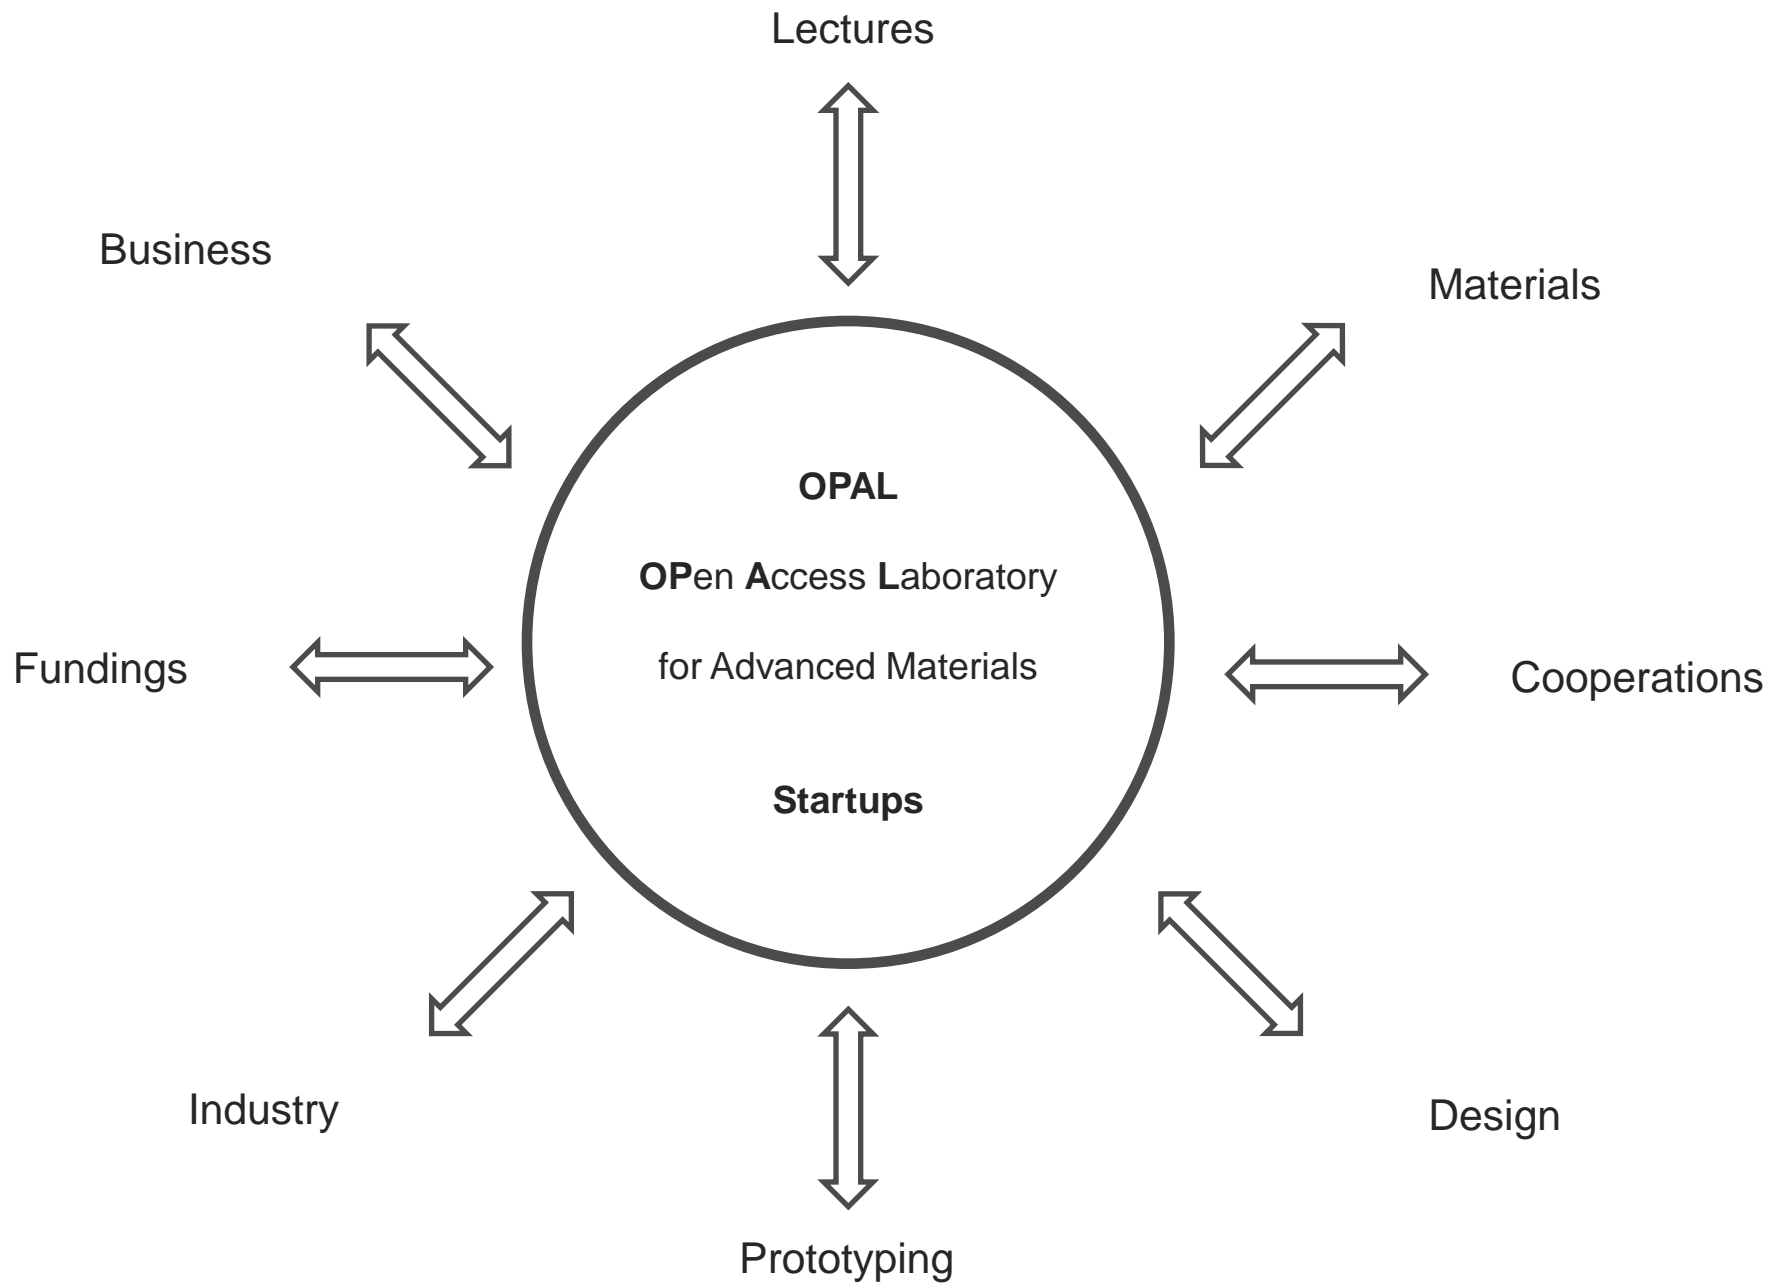 Lectures
Business
Materials
OPAL
OPen Access Laboratory
for Advanced Materials
Startups
Fundings
Cooperations
Industry
Design
Prototyping